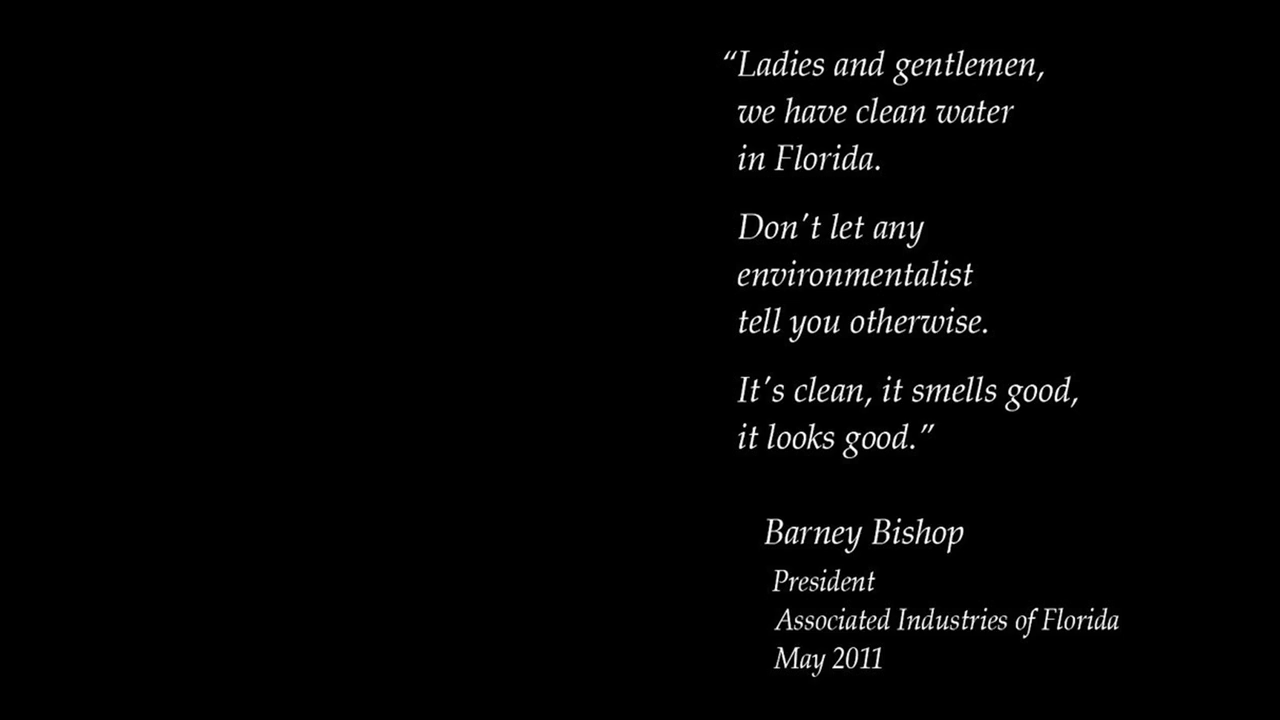 “Ladies and gentlemen,
we have clean water
in Florida.
Don’t let any
environmentalist
tell you otherwise.
It’s clean, it smells good,
it looks good.”
Barney Bishop
President
Associated Industries of Florida
May 2011